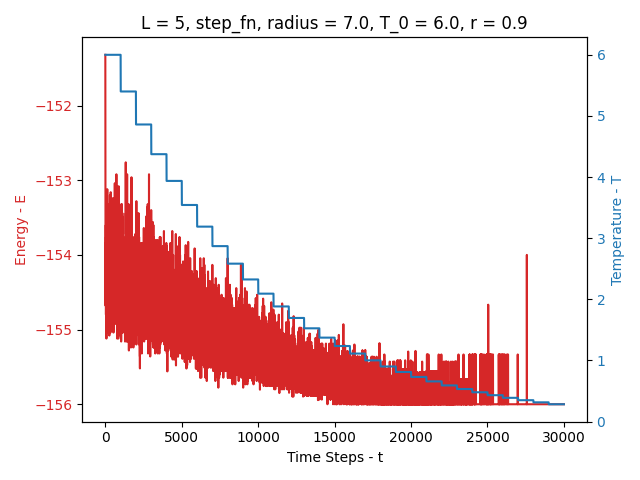 L = 5, step_fn, radius = 7.0, T_0 = 6.0, r = 0.9
Energy - E
−152
−153
−154
−155
−156
6
5
4
3
2
1
0
Temperature - T
0 5000 10000 15000 20000 25000 30000
Time Steps - t